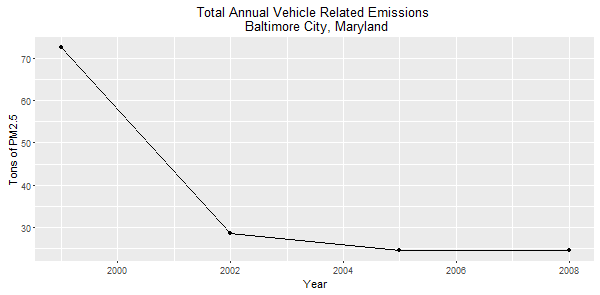 Total Annual Vehicle Related Emissions
Baltimore City, Maryland
Tons of PM2.5
70
60
50
40
30
2000
2002
2004
2006
2008
Year